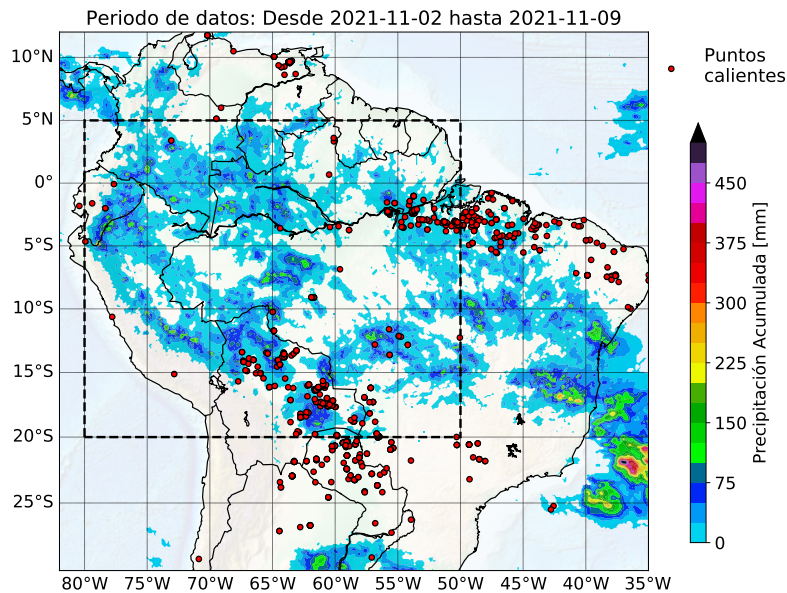 Periodo de datos: Desde 2021-11-02 hasta 2021-11-09
10°N
5°N
0°
5°S
10°S
15°S
20°S
25°S
80°W 75°W 70°W 65°W 60°W 55°W 50°W 45°W 40°W 35°W
Puntos
calientes
450
375
300
225
150
75
0
Precipitación Acumulada [mm]